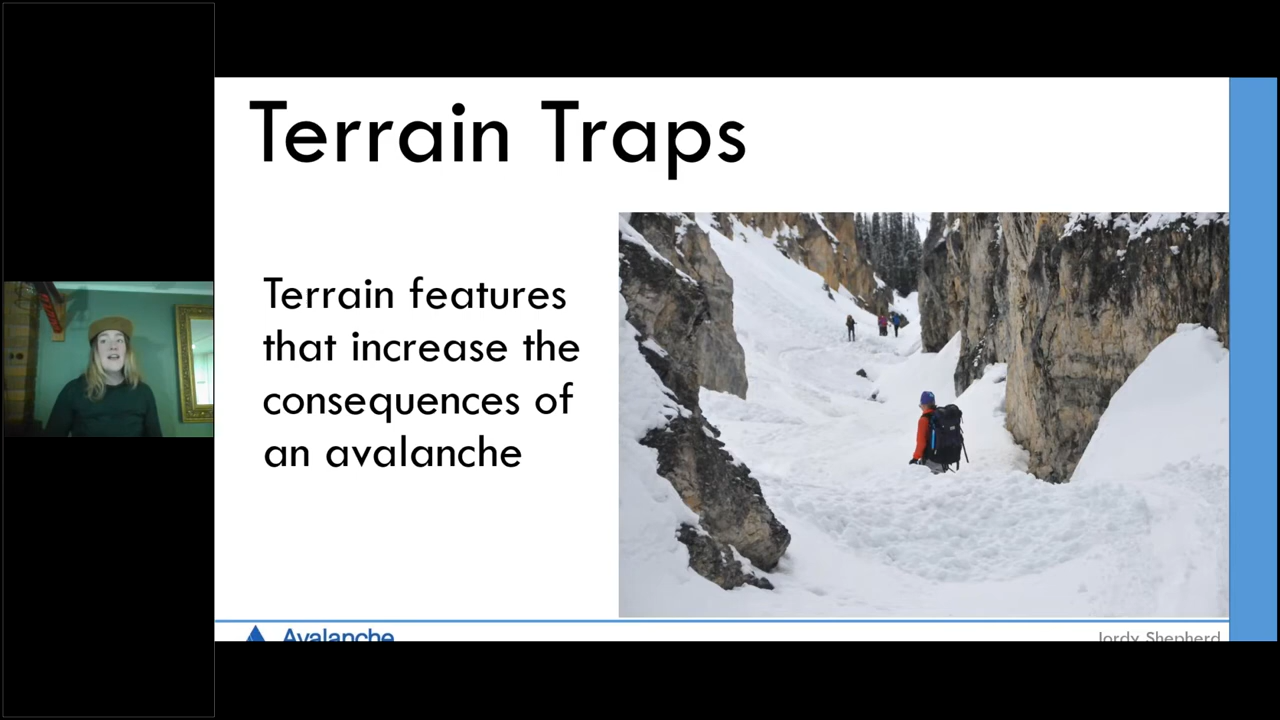 Terrain Traps
Terrain features
that increase the
consequences of
an avalanche
Avalanche
Jordy Shepherd